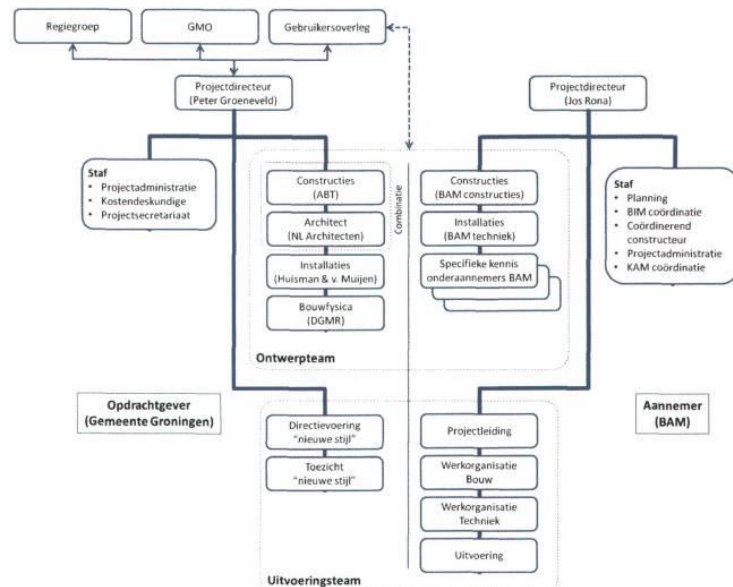 Regiegroep
GMO
Gebruikersoverleg
Projectdirecteur
(Peter Groeneveld)
Projectdirecteur
(Jos Rona)
Staf
• Projectadministratie
• Kostendeskundige
• Projectsecretariaat
Constructies
(ABT)
Architect
(NL Architecten)
Combinatie
Installaties
(Huisman & v. Muijen)
Bouwfysica
(DGMR)
Constructies
(BAM constructies)
Installaties
(BAM techniek)
Specifieke kennis
onderaannemers BAM
Staf
• Planning
• BIM coördinatie
• Coördinerend
constructeur
• Projectadministratie
• KAM coördinatie
Ontwerpteam
Opdrachtgever
(Gemeente Groningen)
Aannemer
(BAM)
Directievoering
"nieuwe stijl"
Toezicht
"nieuwe stijl"
Projectleiding
Werkorganisatie
Bouw
Werkorganisatie
Techniek
Uitvoering
Uitvoeringsteam